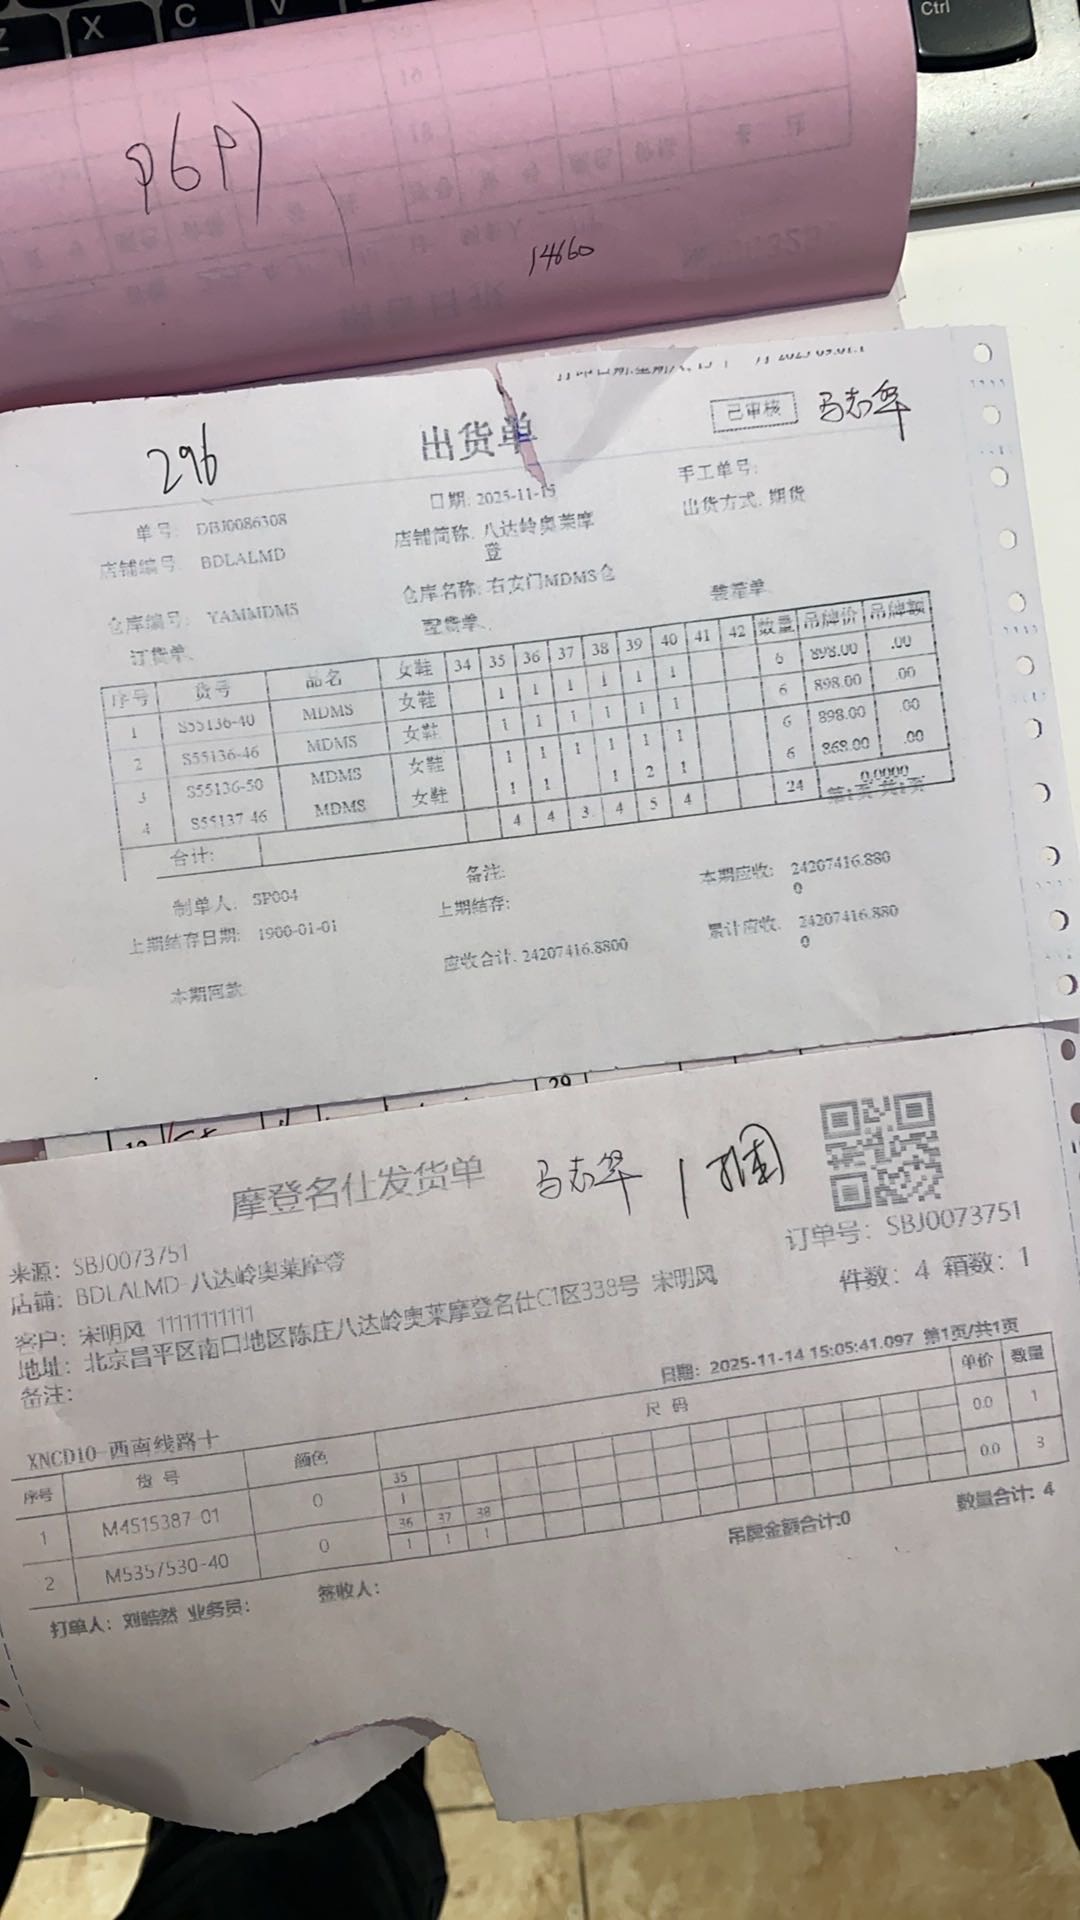 Z X C V Ctrl
P6P)
14660
已审核 马志华
296 出货单
手工单号:
日期: 2025-11-15
单号: DBJ0086308 出货方式: 期货
店铺编号: BDLALMD 店铺简称: 八达岭奥莱摩登
仓库编号: YAMMDMS 仓库名称: 右安门MDMS仓 装箱单:
订货单: 配货单:
序号 货号 品名 女鞋 34 35 36 37 38 39 40 41 42 数量 吊牌价 吊牌额
1 S55136-40 MDMS 女鞋 1 1 1 1 1 1 6 898.00 .00
2 S55136-46 MDMS 女鞋 1 1 1 1 1 1 6 898.00 .00
3 S55136-50 MDMS 女鞋 1 1 1 1 1 1 6 898.00 .00
4 S55137-46 MDMS 女鞋 1 1 1 2 1 6 868.00 .00
合计: 4 4 3 4 5 4 24 0.0000
第1页 共1页
制单人: SP004 备注: 本期应收: 24207416.8800
上期结存日期: 1900-01-01 上期结存: 累计应收: 24207416.8800
本期回款 应收合计: 24207416.8800
29
摩登名仕发货单 马志华 1捆
订单号: SBJ0073751
来源: SBJ0073751 件数: 4 箱数: 1
店铺: BDLALMD-八达岭奥莱摩登
客户: 宋明风 11111111111
地址: 北京昌平区南口地区陈庄八达岭奥莱摩登名仕C1区338号 宋明风
备注:
日期: 2025-11-14 15:05:41.097 第1页/共1页
XNCD10-西南线路十
序号 货号 颜色 尺码 单价 数量
35
1 M4515387-01 0 1 0.0 1
36 37 38
2 M5357530-40 0 1 1 1 0.0 3
吊牌金额合计:0 数量合计: 4
打单人: 刘皓然 业务员: 签收人: